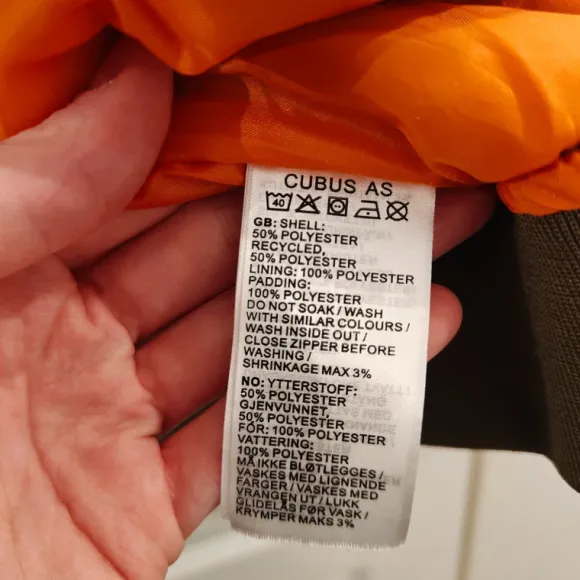 CUBUS AS
40
GB: SHELL:
50% POLYESTER
RECYCLED,
50% POLYESTER
LINING: 100% POLYESTER
PADDING:
100% POLYESTER
DO NOT SOAK / WASH
WITH SIMILAR COLOURS /
WASH INSIDE OUT /
CLOSE ZIPPER BEFORE
WASHING /
SHRINKAGE MAX 3%
NO: YTTERSTOFF:
50% POLYESTER
GJENVUNNET,
50% POLYESTER
FÓR: 100% POLYESTER
VATTERING:
100% POLYESTER
MÅ IKKE BLØTLEGGES /
VASKES MED LIGNENDE
FARGER / VASKES MED
VRANGEN UT / LUKK
GLIDELÅS FØR VASK /
KRYMPER MAKS 3%